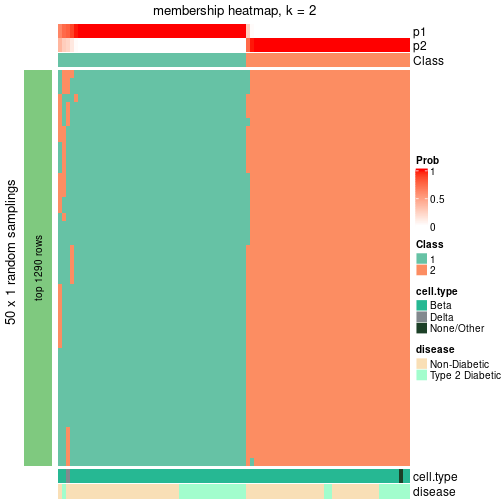 membership heatmap, k = 2
p1
p2
Class
50 x 1 random samplings
top 1290 rows
Prob
1
0.5
0
Class
1
2
cell.type
Beta
Delta
None/Other
disease
Non-Diabetic
Type 2 Diabetic
cell.type
disease